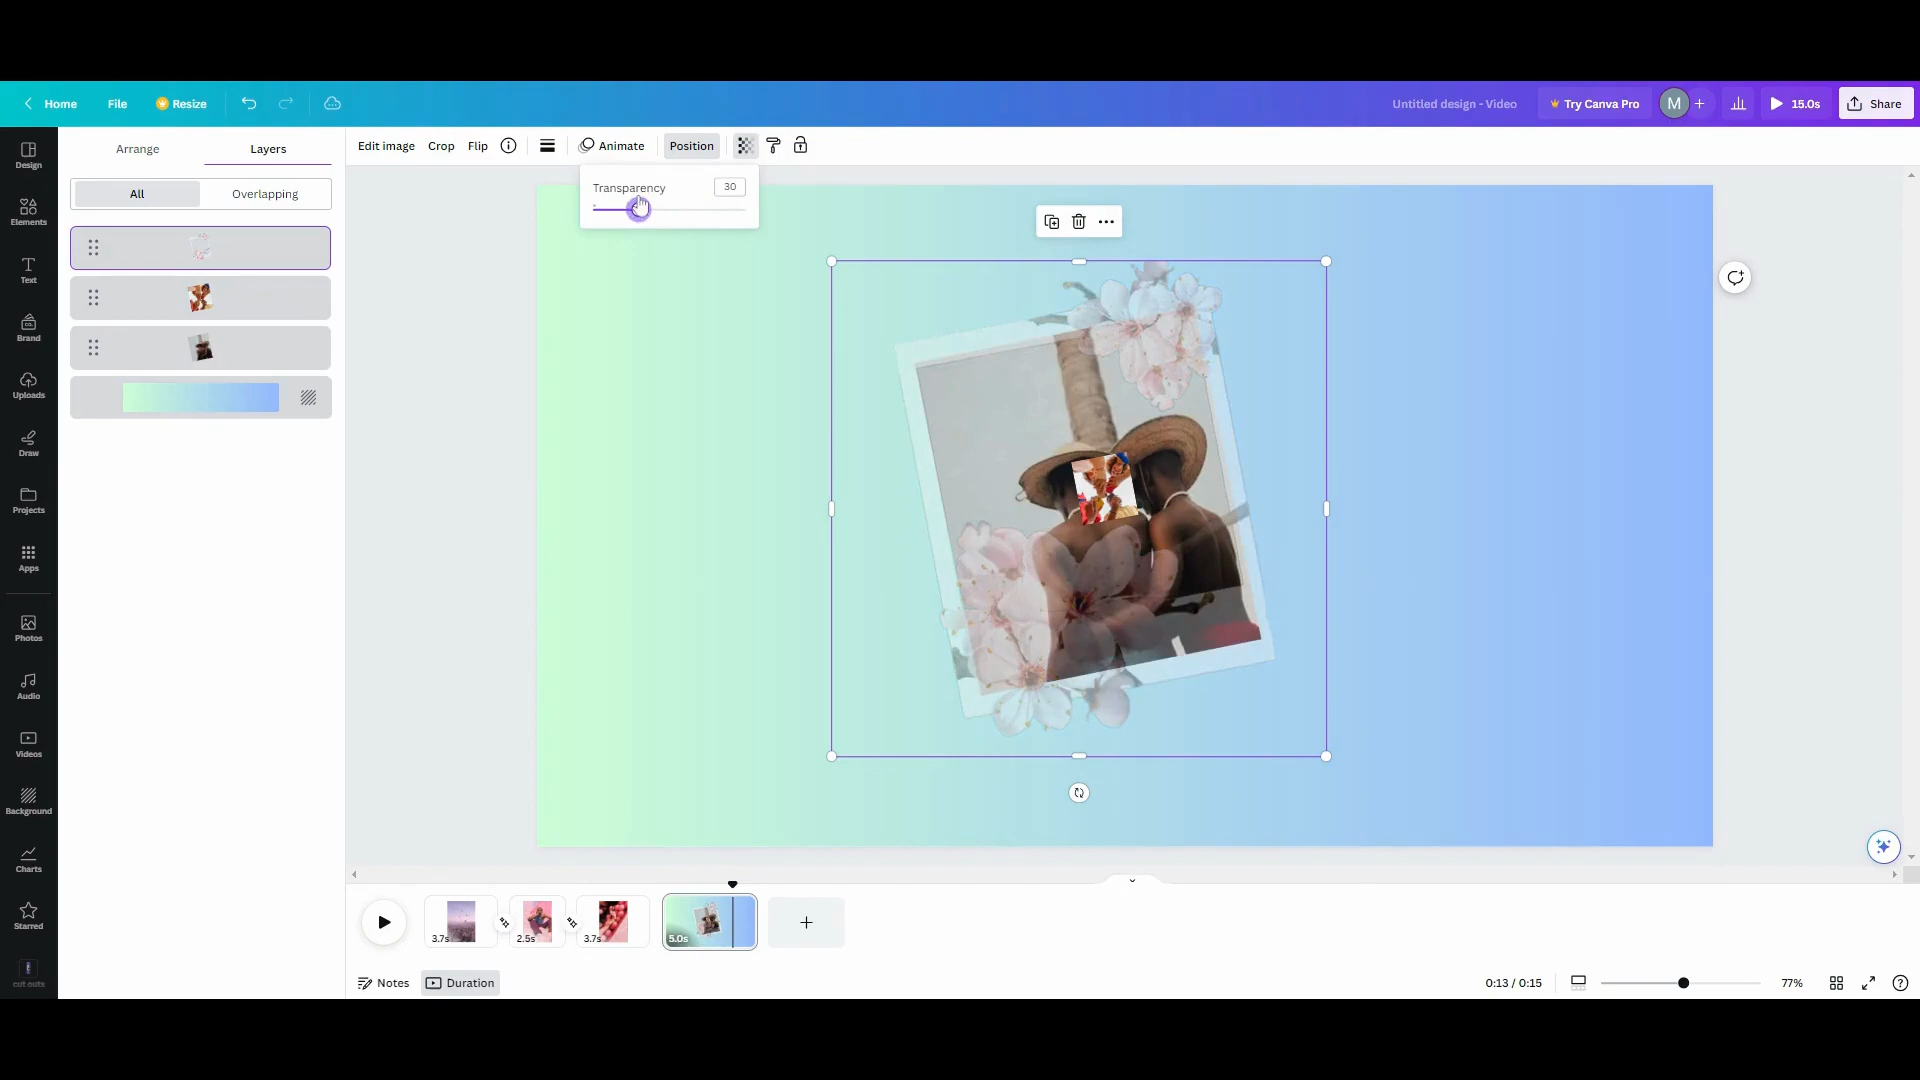 Home File Resize Untitled design - Video Try Canva Pro M 15.0s Share
Arrange Layers
Edit image Crop Flip Animate Position
All Overlapping
Transparency 30
Design
Elements
Text
Brand
Uploads
Draw
Projects
Apps
Photos
Audio
Videos
Background
Charts
Starred
cut outs
3.7s 2.5s 3.7s 5.0s
Notes Duration 0:13 / 0:15 77%